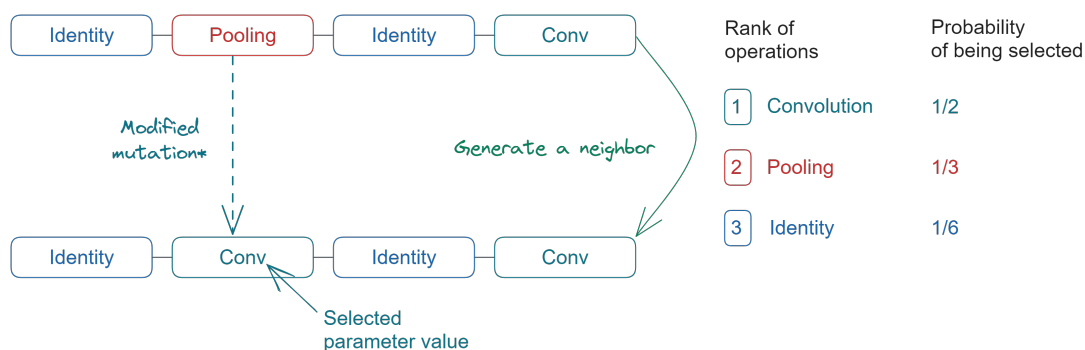 Identity Pooling Identity Conv
Modified
mutation*
Generate a neighbor
Identity Conv Identity Conv
Selected
parameter value
Rank of
operations
Probability
of being selected
1 Convolution 1/2
2 Pooling 1/3
3 Identity 1/6